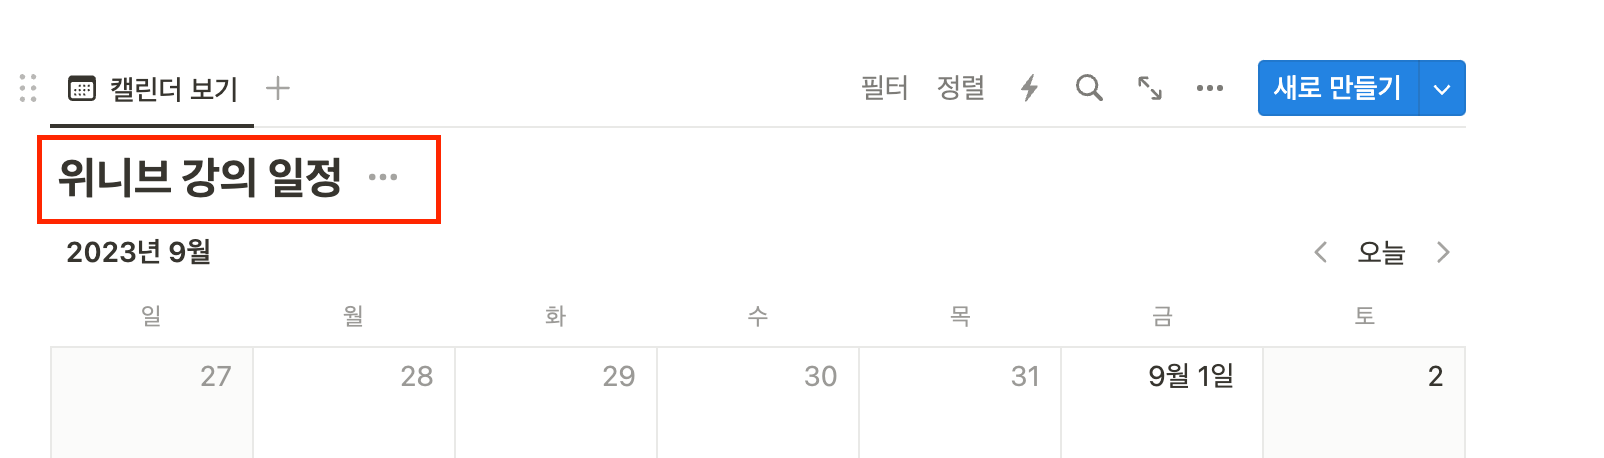 캘린더 보기 필터 정렬 새로 만들기
위니브 강의 일정
2023년 9월 오늘
일 월 화 수 목 금 토
27 28 29 30 31 9월 1일 2